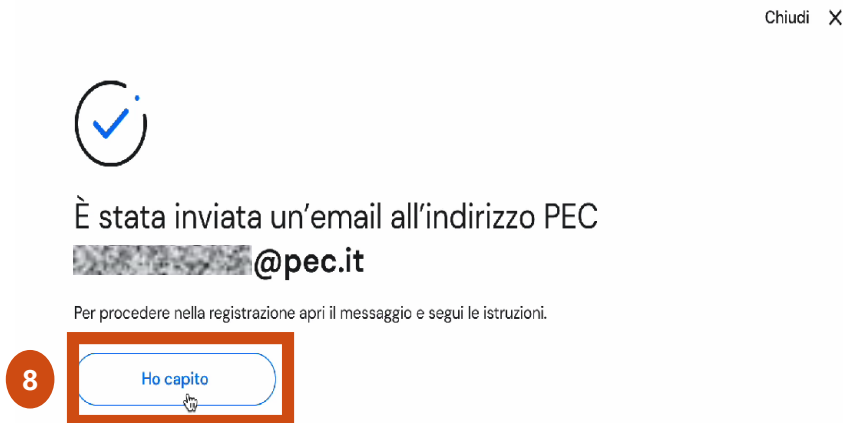 Chiudi X
È stata inviata un'email all'indirizzo PEC
@pec.it
Per procedere nella registrazione apri il messaggio e segui le istruzioni.
8
Ho capito